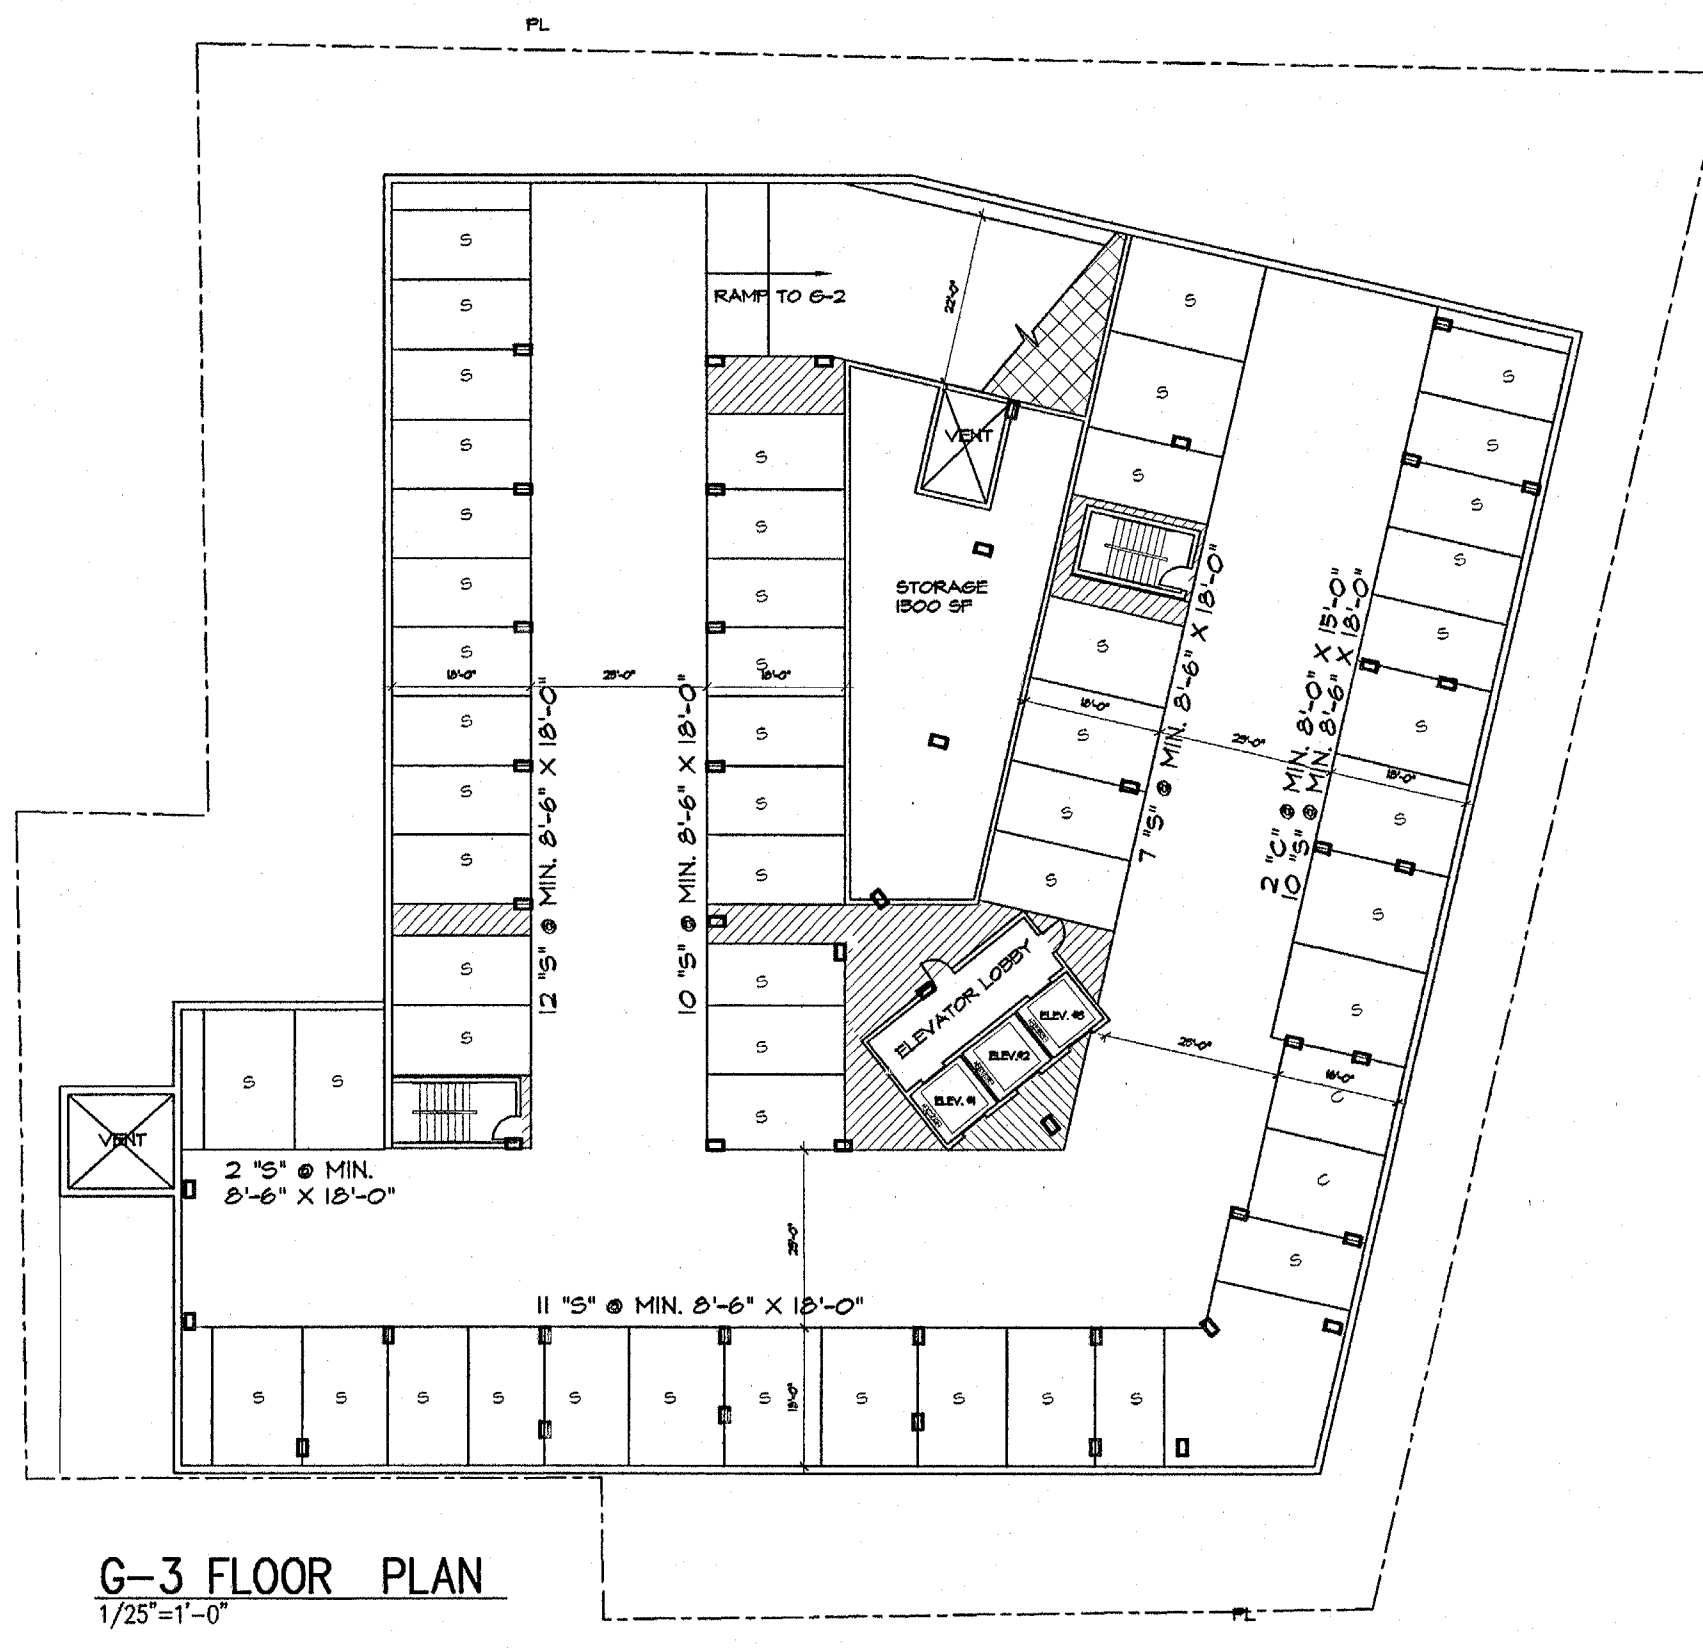 PL
S
S
S
S
S
S
S
S
S
S
S
S
12 "S" @ MIN. 8'-6" X 18'-0"
18'-0"
25'-0"
18'-0"
RAMP TO G-2
22'-0"
VENT
S
S
S
S
S
S
S
S
S
S
10 "S" @ MIN. 8'-6" X 18'-0"
STORAGE
1300 SF
S
S
S
S
S
S
S
7 "S" @ MIN. 8'-6" X 18'-0"
18'-0"
25'-0"
18'-0"
2 "C" @ MIN. 8'-0" X 15'-0"
10 "S" @ MIN. 8'-6" X 18'-0"
S
S
S
S
S
S
S
S
S
C
C
S
25'-0"
16'-0"
ELEVATOR LOBBY
ELEV. #3
ELEV. #2
ELEV. #1
S
S
VENT
2 "S" @ MIN.
8'-6" X 18'-0"
25'-0"
11 "S" @ MIN. 8'-6" X 18'-0"
S
S
S
S
S
S
S
S
S
S
S
18'-0"
G-3 FLOOR PLAN
1/25"=1'-0"
PL